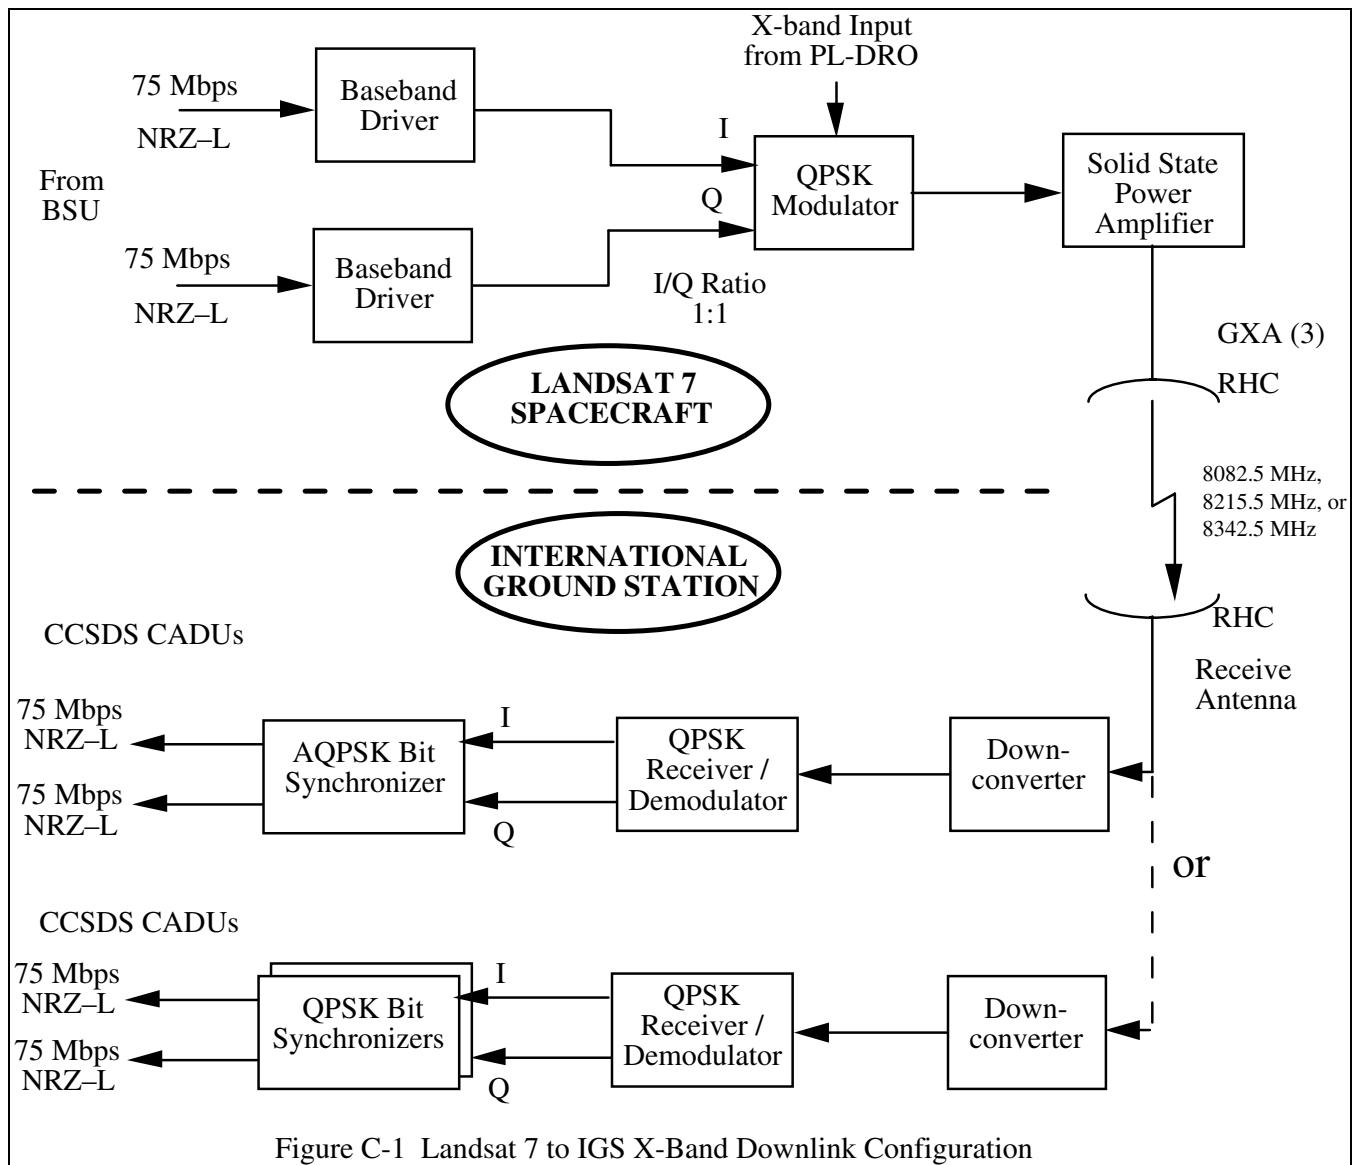 X-band Input
from PL-DRO
75 Mbps
NRZ–L
Baseband
Driver
I
QPSK
Modulator
Solid State
Power
Amplifier
From
BSU
Q
75 Mbps
NRZ–L
Baseband
Driver
I/Q Ratio
1:1
GXA (3)
RHC
LANDSAT 7
SPACECRAFT
8082.5 MHz,
8215.5 MHz, or
8342.5 MHz
INTERNATIONAL
GROUND STATION
RHC
Receive
Antenna
CCSDS CADUs
75 Mbps
NRZ–L
75 Mbps
NRZ–L
AQPSK Bit
Synchronizer
I
Q
QPSK
Receiver /
Demodulator
Down-
converter
or
CCSDS CADUs
75 Mbps
NRZ–L
75 Mbps
NRZ–L
QPSK Bit
Synchronizers
I
Q
QPSK
Receiver /
Demodulator
Down-
converter
Figure C-1 Landsat 7 to IGS X-Band Downlink Configuration